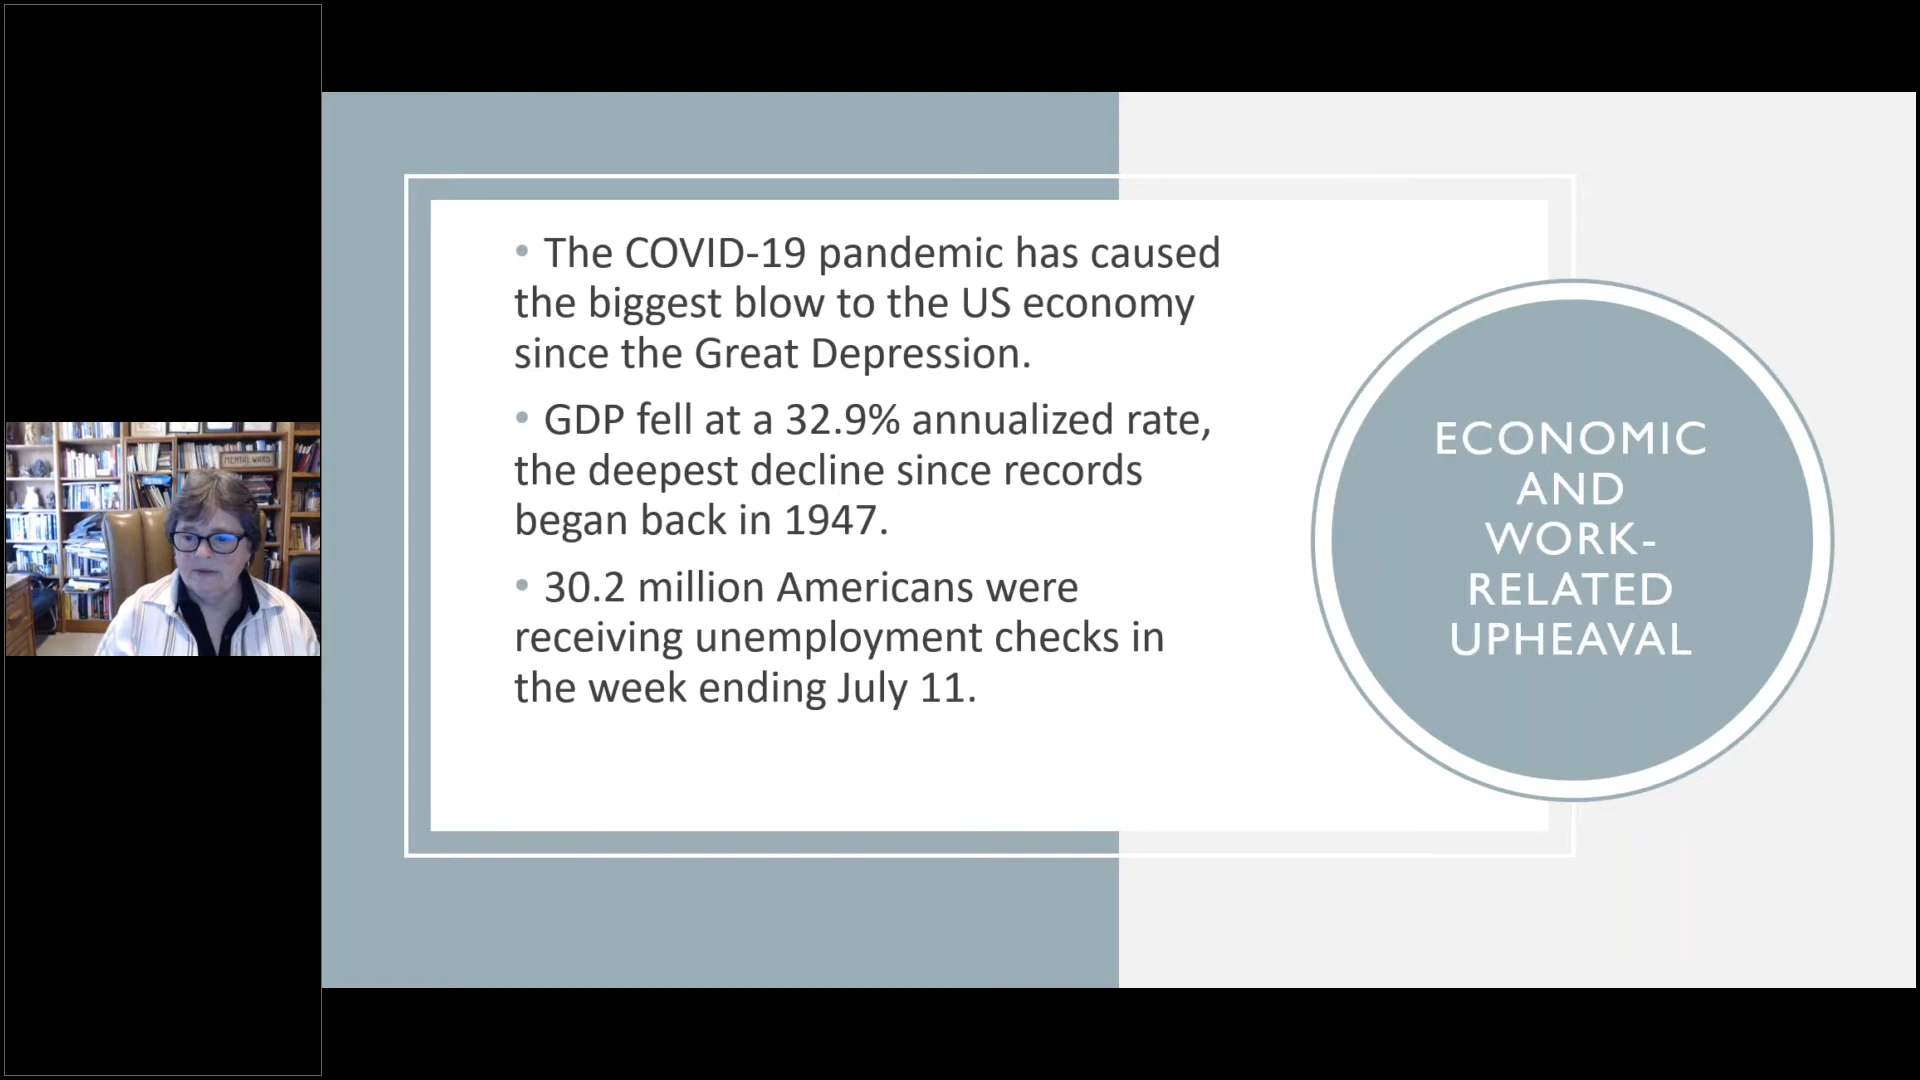 • The COVID-19 pandemic has caused
the biggest blow to the US economy
since the Great Depression.
• GDP fell at a 32.9% annualized rate,
the deepest decline since records
began back in 1947.
• 30.2 million Americans were
receiving unemployment checks in
the week ending July 11.
ECONOMIC
AND
WORK-
RELATED
UPHEAVAL
MENTAL WARD